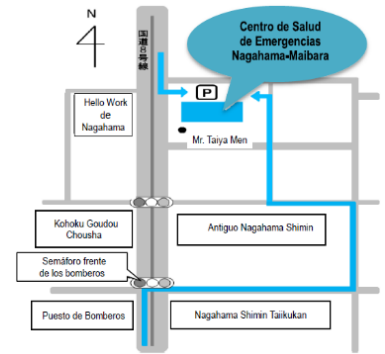 N
国道8号線
Centro de Salud
de Emergencias
Nagahama-Maibara
P
Hello Work
de
Nagahama
Mr. Taiya Men
Kohoku Goudou
Chousha
Antiguo Nagahama Shimin
Semáforo frente
de los bomberos
Puesto de Bomberos
Nagahama Shimin Taiikukan